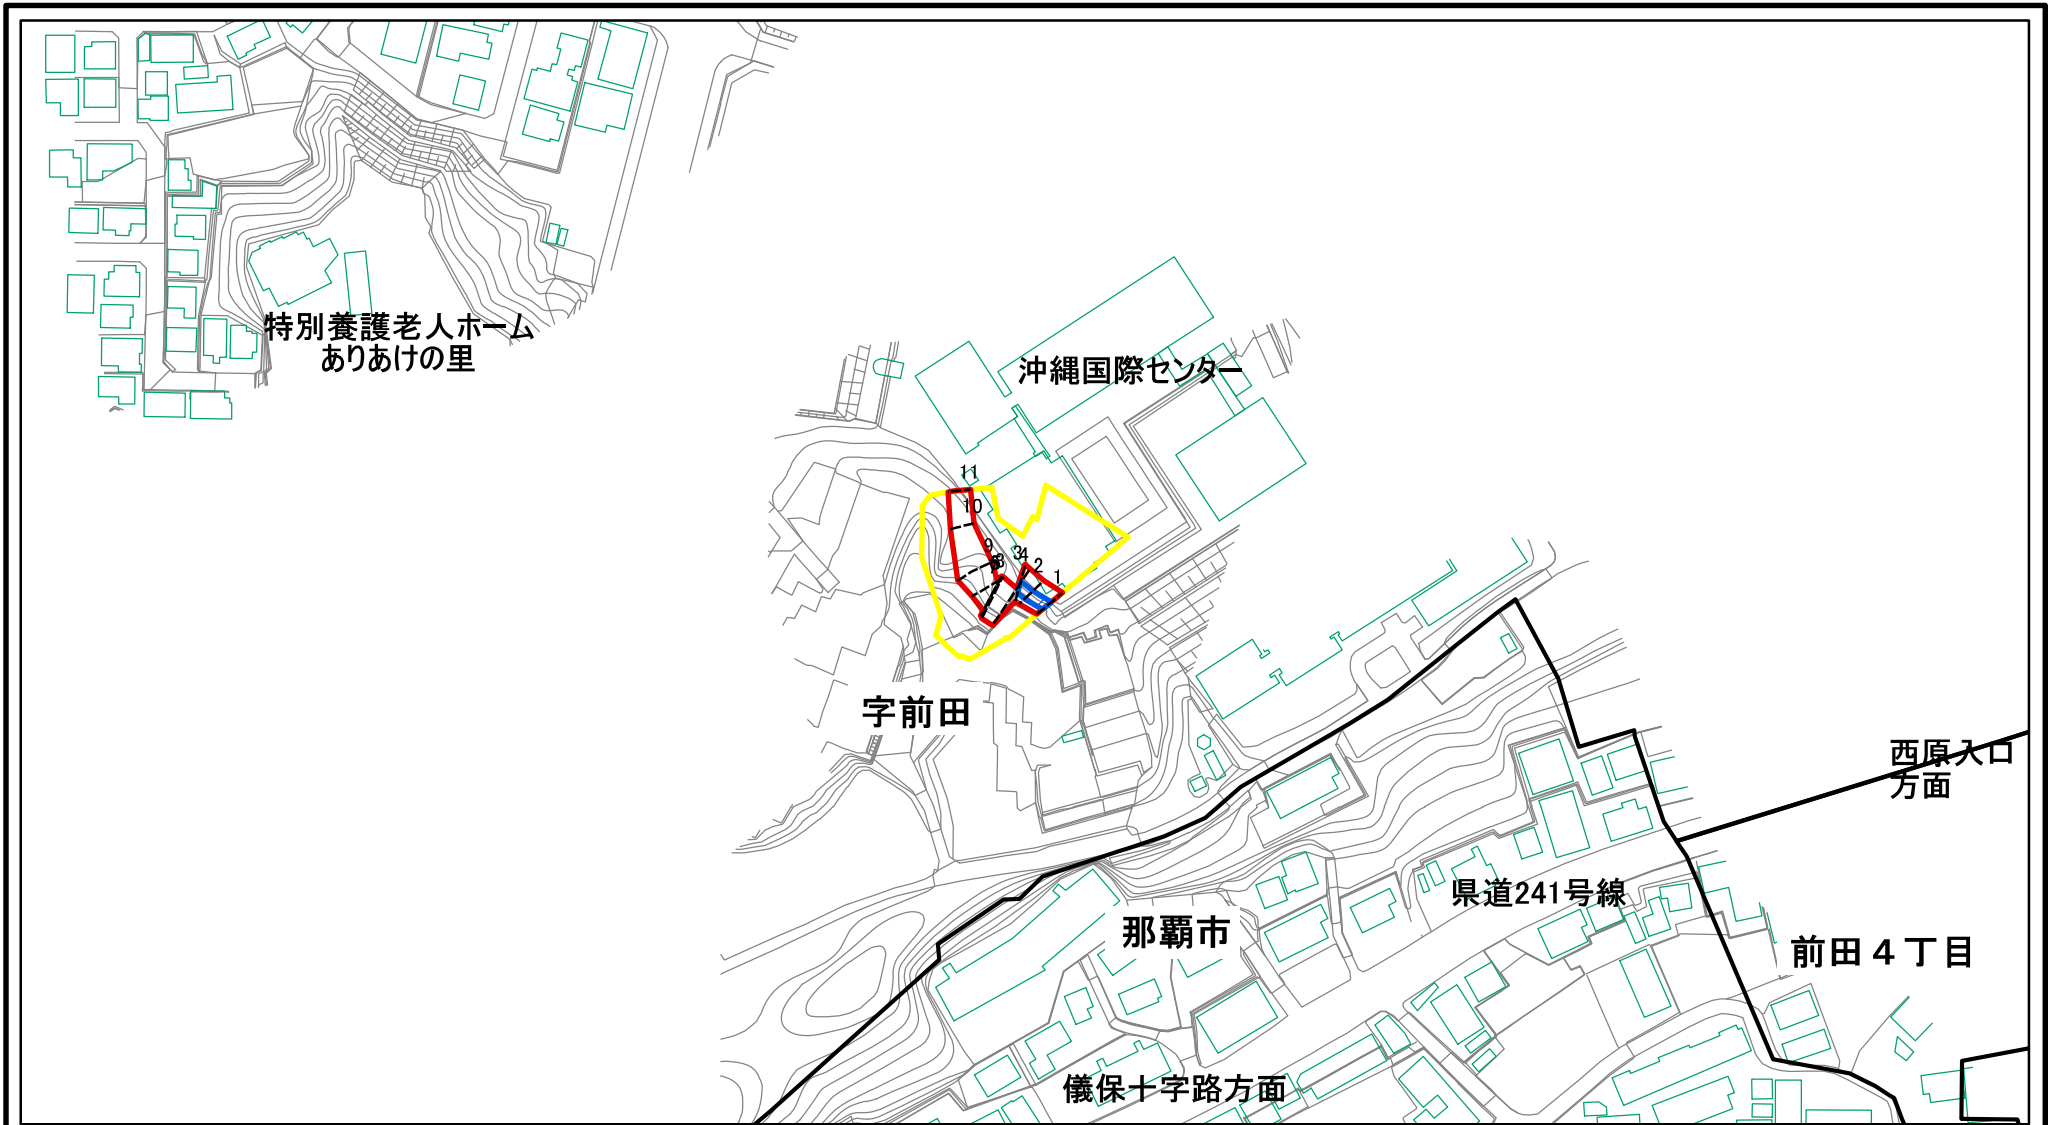 特別養護老人ホーム
ありあけの里
沖縄国際センター
11
10
9
8
3
4
2
1
字前田
西原入口
方面
県道241号線
那覇市
前田４丁目
儀保十字路方面